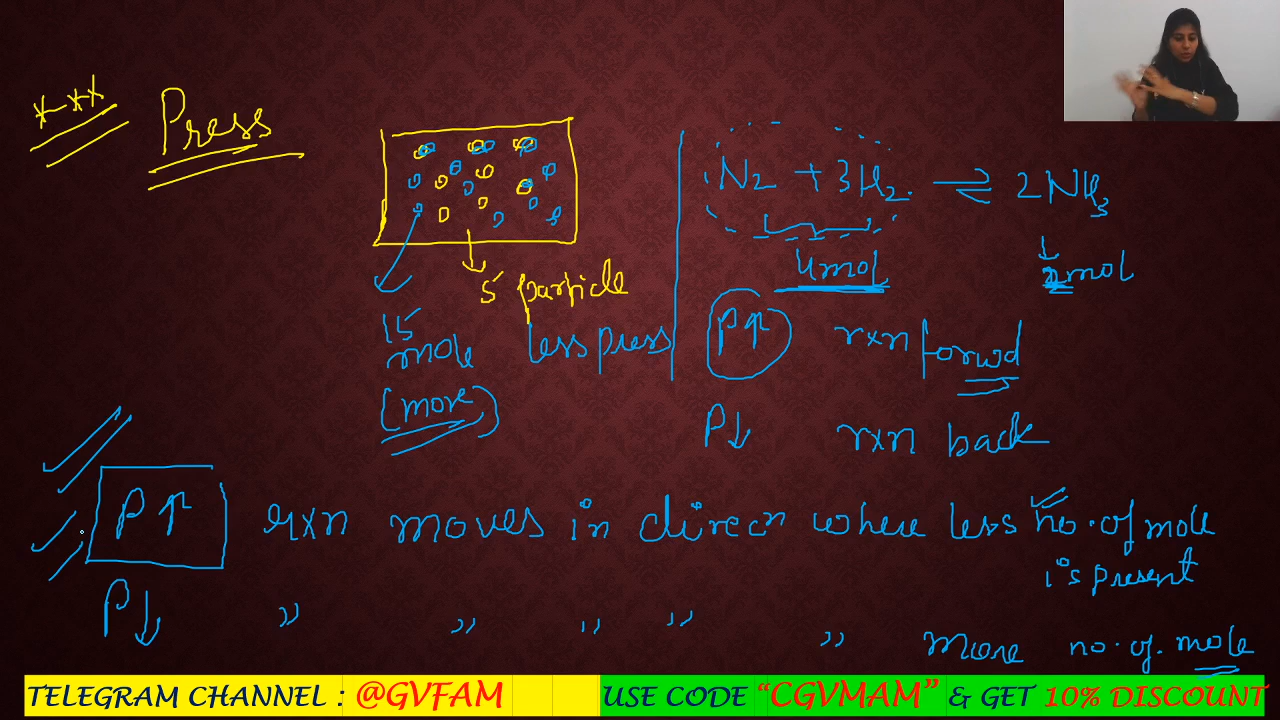 *** Press
N2 + 3H2 ⇌ 2NH3
4mol
2mol
5 particle
15 mole
(more)
less press
P↑ rxn forwd
P↓ rxn back
P↑ rxn moves in direcn where less no. of mole
is present
P↓ " " " " " more no. of. mole
TELEGRAM CHANNEL : @GVFAM
USE CODE “CGVMAM” & GET 10% DISCOUNT